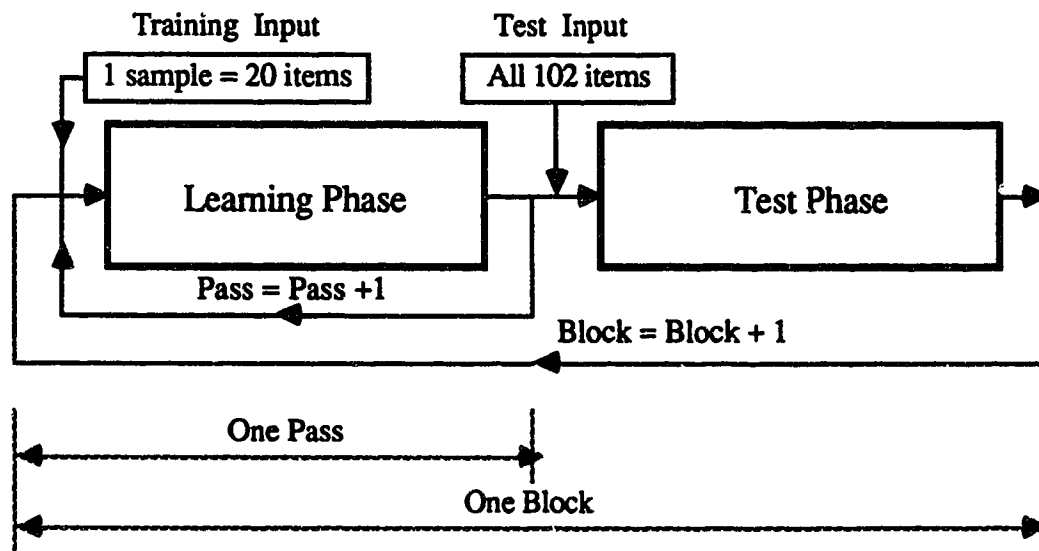 Training Input
Test Input
1 sample = 20 items
All 102 items
Learning Phase
Test Phase
Pass = Pass +1
Block = Block + 1
One Pass
One Block